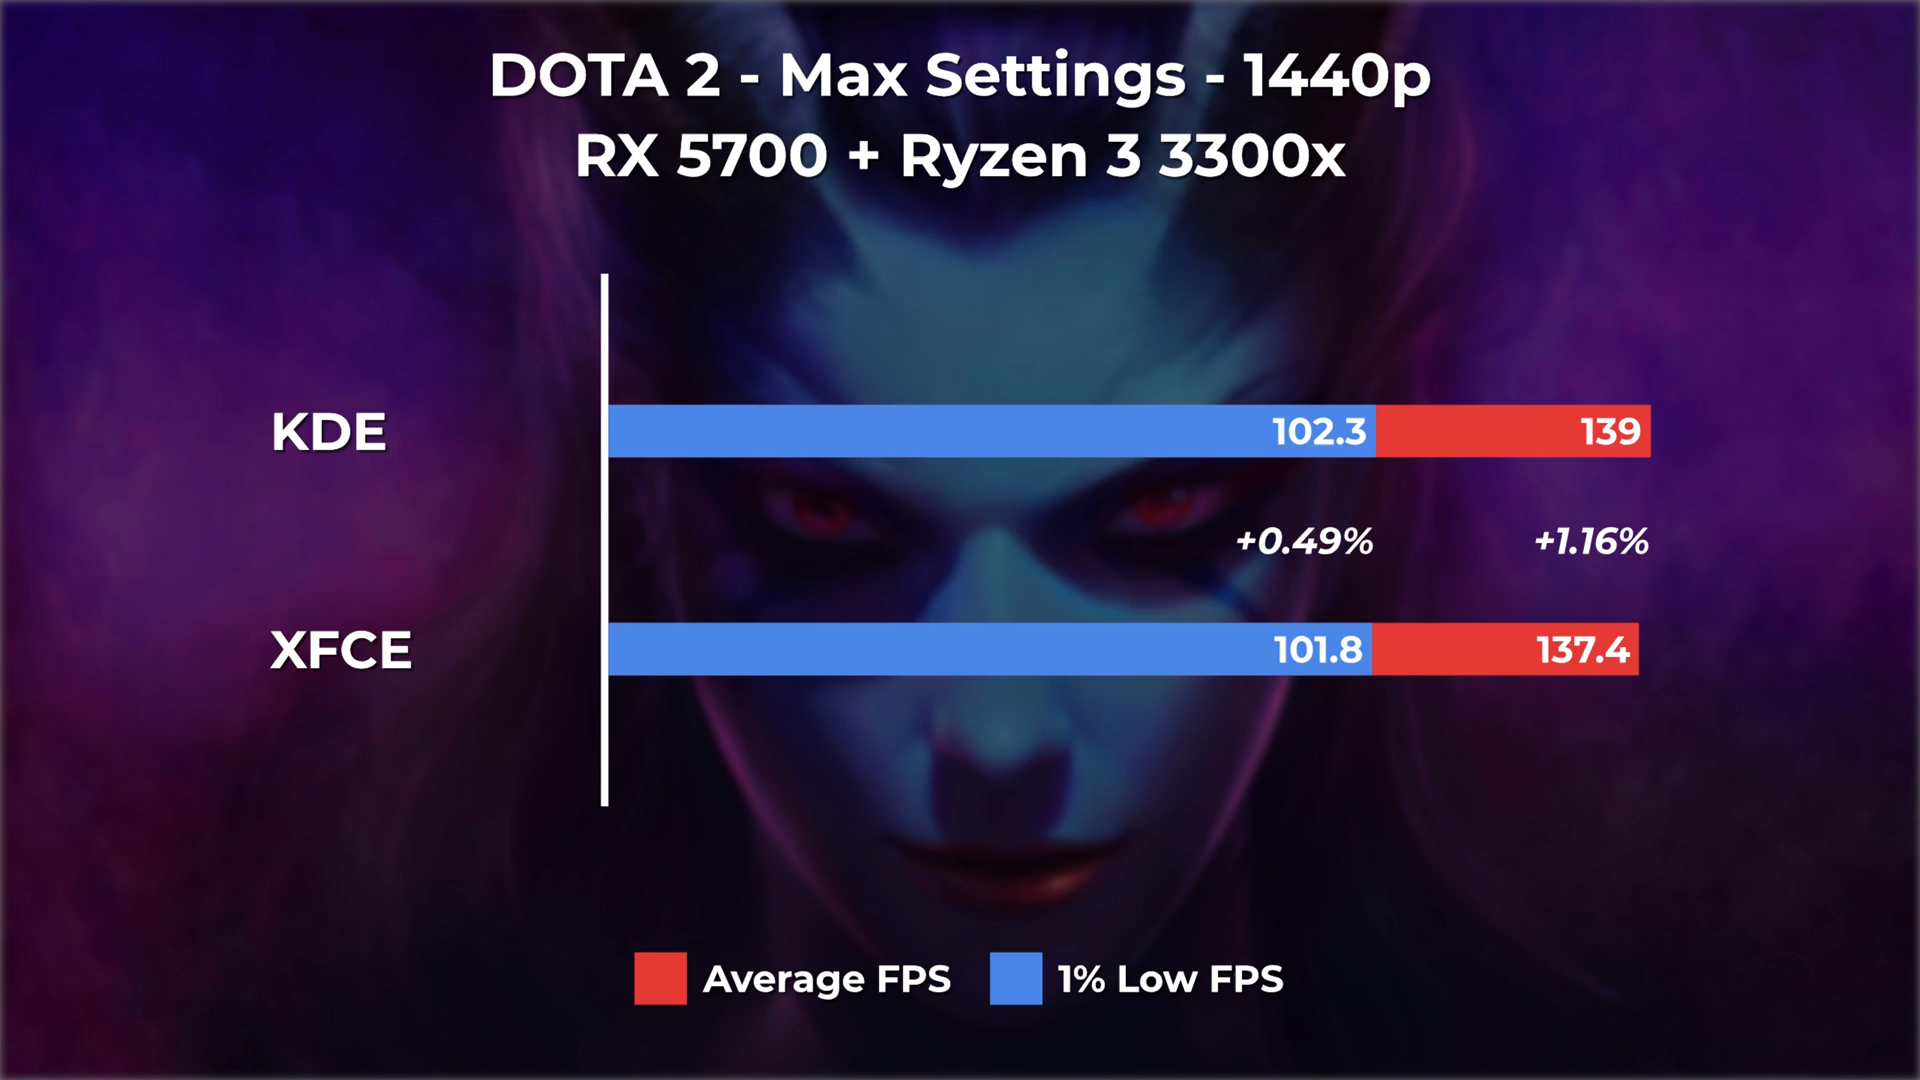 DOTA 2 - Max Settings - 1440p
RX 5700 + Ryzen 3 3300x
KDE 102.3 139
+0.49% +1.16%
XFCE 101.8 137.4
Average FPS 1% Low FPS